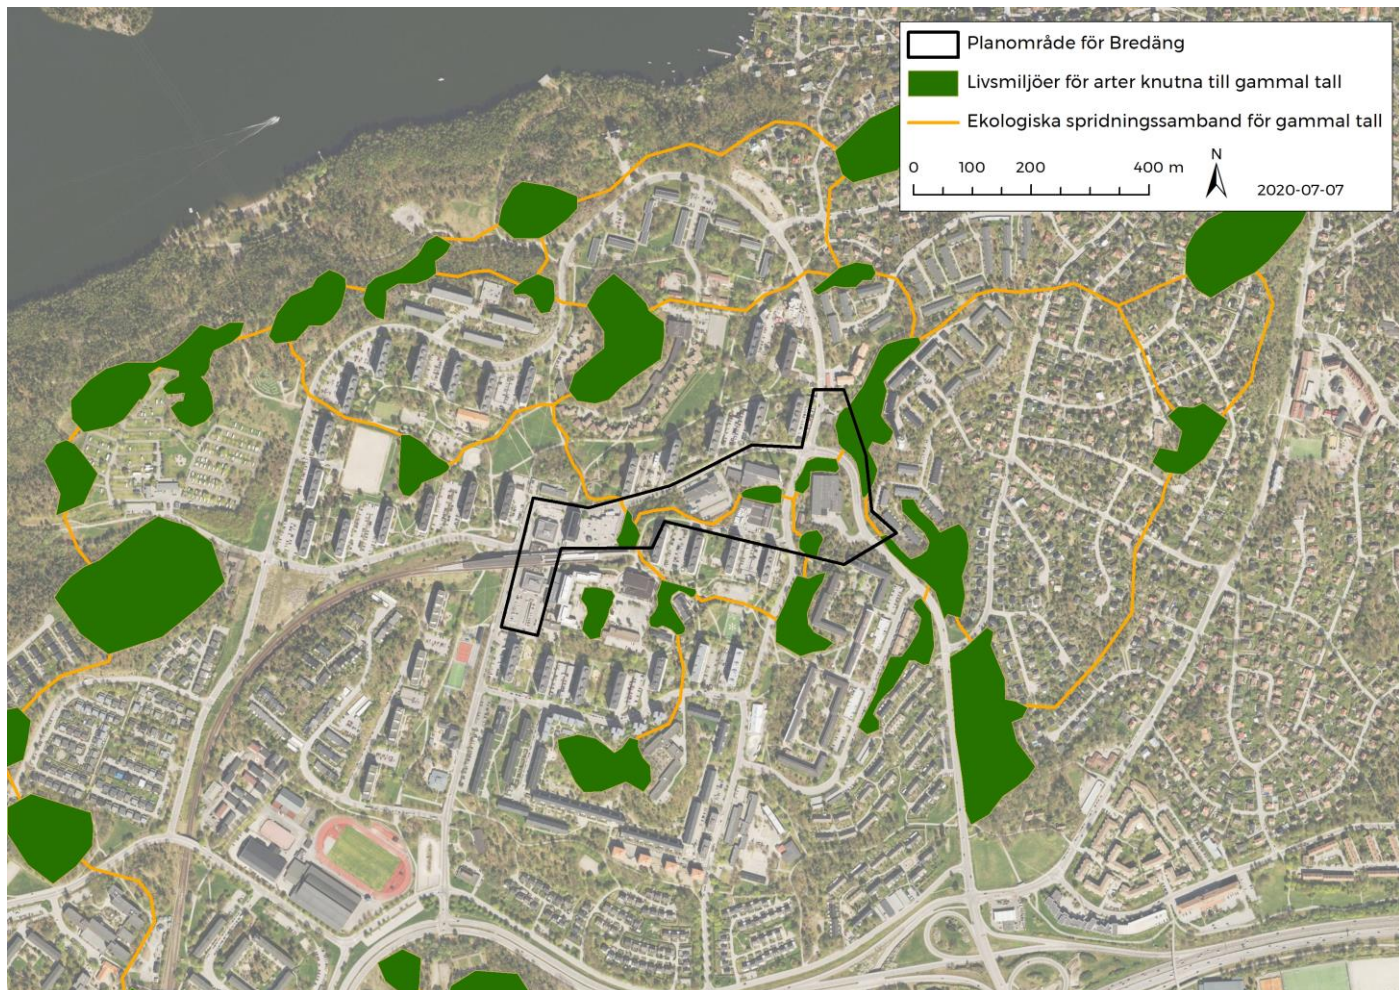 Planområde för Bredäng
Livsmiljöer för arter knutna till gammal tall
Ekologiska spridningssamband för gammal tall
0 100 200 400 m
N
2020-07-07